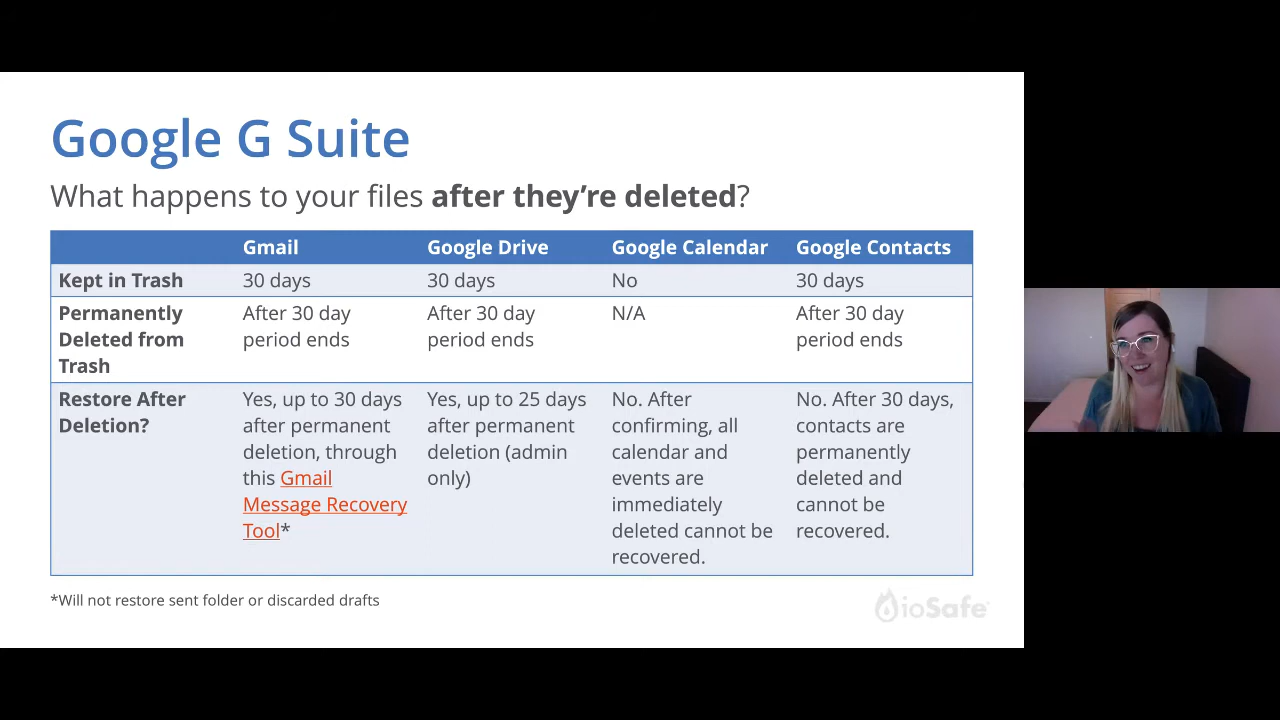 Google G Suite
What happens to your files after they're deleted?
Gmail Google Drive Google Calendar Google Contacts
Kept in Trash 30 days 30 days No 30 days
Permanently Deleted from Trash
After 30 day period ends
After 30 day period ends
N/A
After 30 day period ends
Restore After Deletion?
Yes, up to 30 days after permanent deletion, through this Gmail Message Recovery Tool*
Yes, up to 25 days after permanent deletion (admin only)
No. After confirming, all calendar and events are immediately deleted cannot be recovered.
No. After 30 days, contacts are permanently deleted and cannot be recovered.
*Will not restore sent folder or discarded drafts
ioSafe